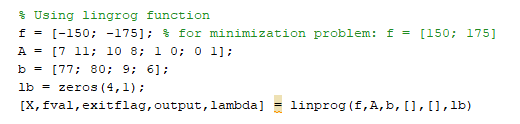 % Using lingrog function
f = [-150; -175]; % for minimization problem: f = [150; 175]
A = [7 11; 10 8; 1 0; 0 1];
b = [77; 80; 9; 6];
lb = zeros(4,1);
[X,fval,exitflag,output,lambda] = linprog(f,A,b,[],[],lb)